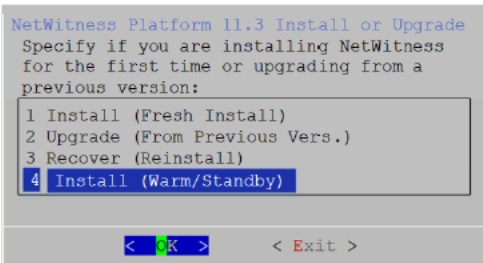 NetWitness Platform 11.3 Install or Upgrade
Specify if you are installing NetWitness
for the first time or upgrading from a
previous version:
1 Install (Fresh Install)
2 Upgrade (From Previous Vers.)
3 Recover (Reinstall)
4 Install (Warm/Standby)
< OK > < Exit >